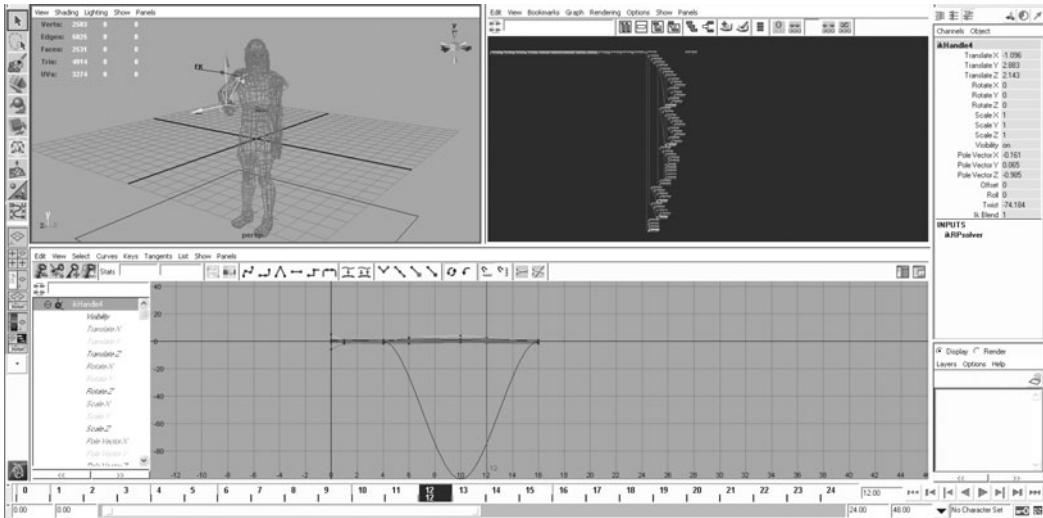 View Shading Lighting Show Panels
Verts: 2583 0 0
Edges: 5025 0 0
Faces: 2531 0 0
Tris: 4914 0 0
UVs: 3274 0 0
persp
Edit View Bookmarks Graph Rendering Options Show Panels
Channels Object
ikHandle4
Translate X -1.096
Translate Y 2.883
Translate Z 2.143
Rotate X 0
Rotate Y 0
Rotate Z 0
Scale X 1
Scale Y 1
Scale Z 1
Visibility on
Pole Vector X -0.161
Pole Vector Y 0.065
Pole Vector Z -0.985
Offset 0
Roll 0
Twist -74.184
Ik Blend 1
INPUTS
ikRPsolver
Display Render
Layers Options Help
Edit View Select Curves Keys Tangents List Show Panels
Stats
ikHandle4
Visibility
Translate X
Translate Y
Translate Z
Rotate X
Rotate Y
Rotate Z
Scale X
Scale Y
Scale Z
Pole Vector X
Pole Vector Y
40
20
0
-20
-40
-60
-80
-12 -10 -8 -6 -4 -2 0 2 4 6 8 10 12 14 16 18 20 22 24 26 28 30 32 34 36 38 40 42 44
12
0 1 2 3 4 5 6 7 8 9 10 11 12 13 14 15 16 17 18 19 20 21 22 23 24
12
12.00
0.00 0.00 24.00 48.00 No Character Set